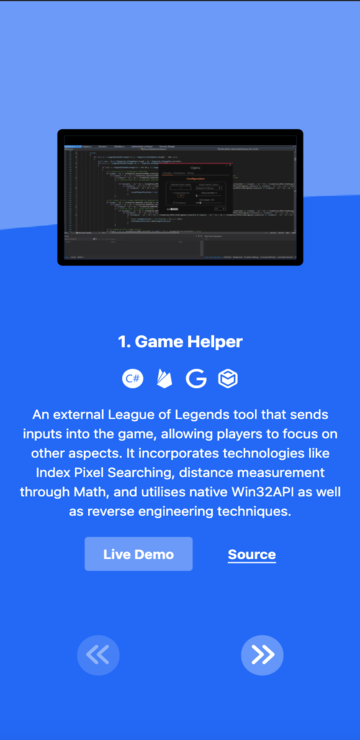 1. Game Helper
C#
G
An external League of Legends tool that sends
inputs into the game, allowing players to focus on
other aspects. It incorporates technologies like
Index Pixel Searching, distance measurement
through Math, and utilises native Win32API as well
as reverse engineering techniques.
Live Demo
Source